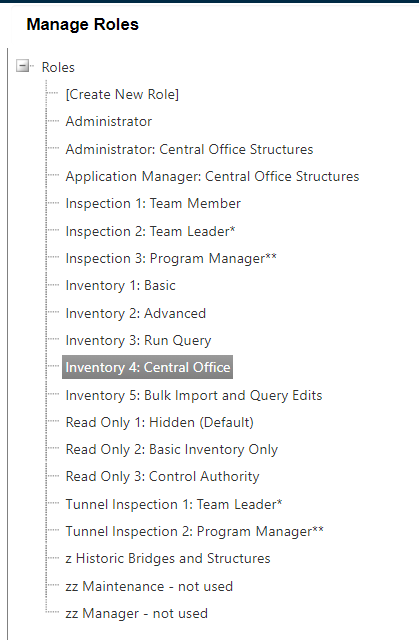 Manage Roles
Roles
[Create New Role]
Administrator
Administrator: Central Office Structures
Application Manager: Central Office Structures
Inspection 1: Team Member
Inspection 2: Team Leader*
Inspection 3: Program Manager**
Inventory 1: Basic
Inventory 2: Advanced
Inventory 3: Run Query
Inventory 4: Central Office
Inventory 5: Bulk Import and Query Edits
Read Only 1: Hidden (Default)
Read Only 2: Basic Inventory Only
Read Only 3: Control Authority
Tunnel Inspection 1: Team Leader*
Tunnel Inspection 2: Program Manager**
z Historic Bridges and Structures
zz Maintenance - not used
zz Manager - not used